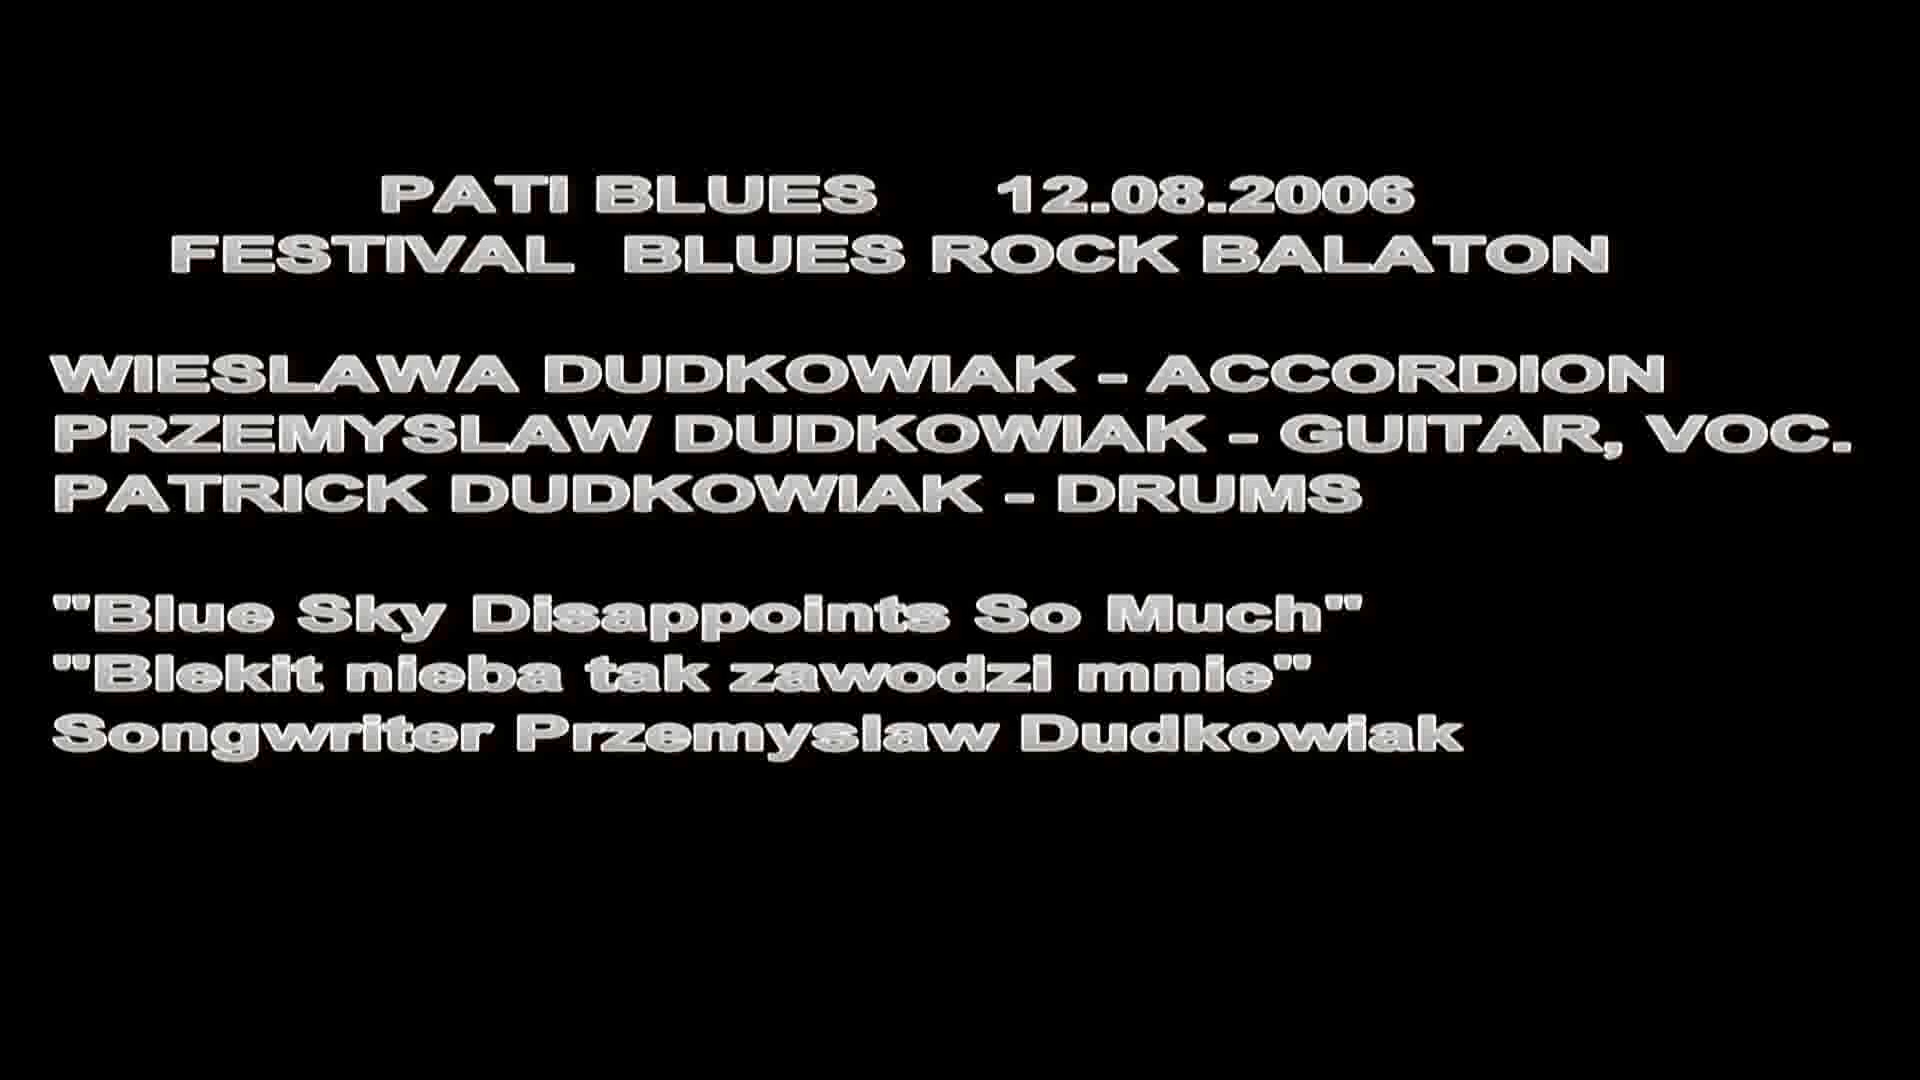 PATI BLUES 12.08.2006
FESTIVAL BLUES ROCK BALATON
WIESLAWA DUDKOWIAK - ACCORDION
PRZEMYSLAW DUDKOWIAK - GUITAR, VOC.
PATRICK DUDKOWIAK - DRUMS
"Blue Sky Disappoints So Much"
"Blekit nieba tak zawodzi mnie"
Songwriter Przemyslaw Dudkowiak